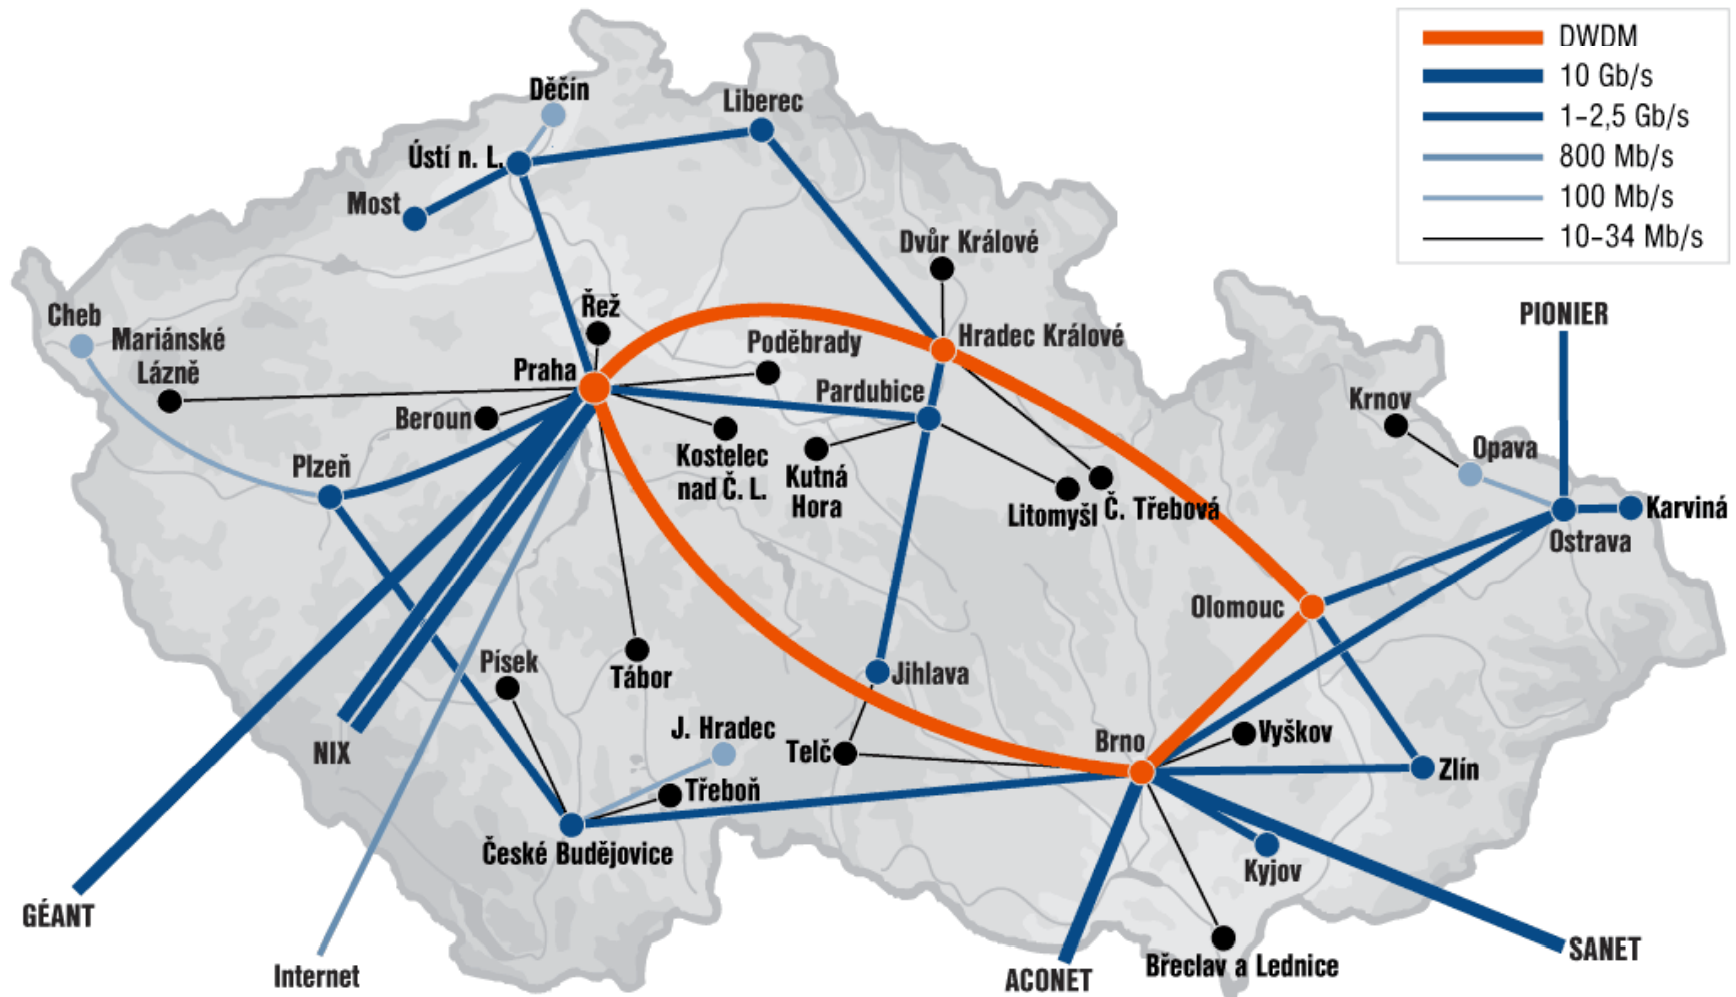 DWDM
10 Gb/s
1–2,5 Gb/s
800 Mb/s
100 Mb/s
10–34 Mb/s
Děčín
Liberec
Ústí n. L.
Most
Dvůr Králové
Cheb
Mariánské
Lázně
Řež
Praha
Poděbrady
Hradec Králové
PIONIER
Beroun
Pardubice
Krnov
Plzeň
Kostelec
nad Č. L.
Kutná
Hora
Litomyšl
Č. Třebová
Opava
Karviná
Ostrava
Olomouc
Písek
Tábor
Jihlava
J. Hradec
NIX
Telč
Brno
Vyškov
Třeboň
Zlín
České Budějovice
Kyjov
GÉANT
Internet
ACONET
Břeclav a Lednice
SANET